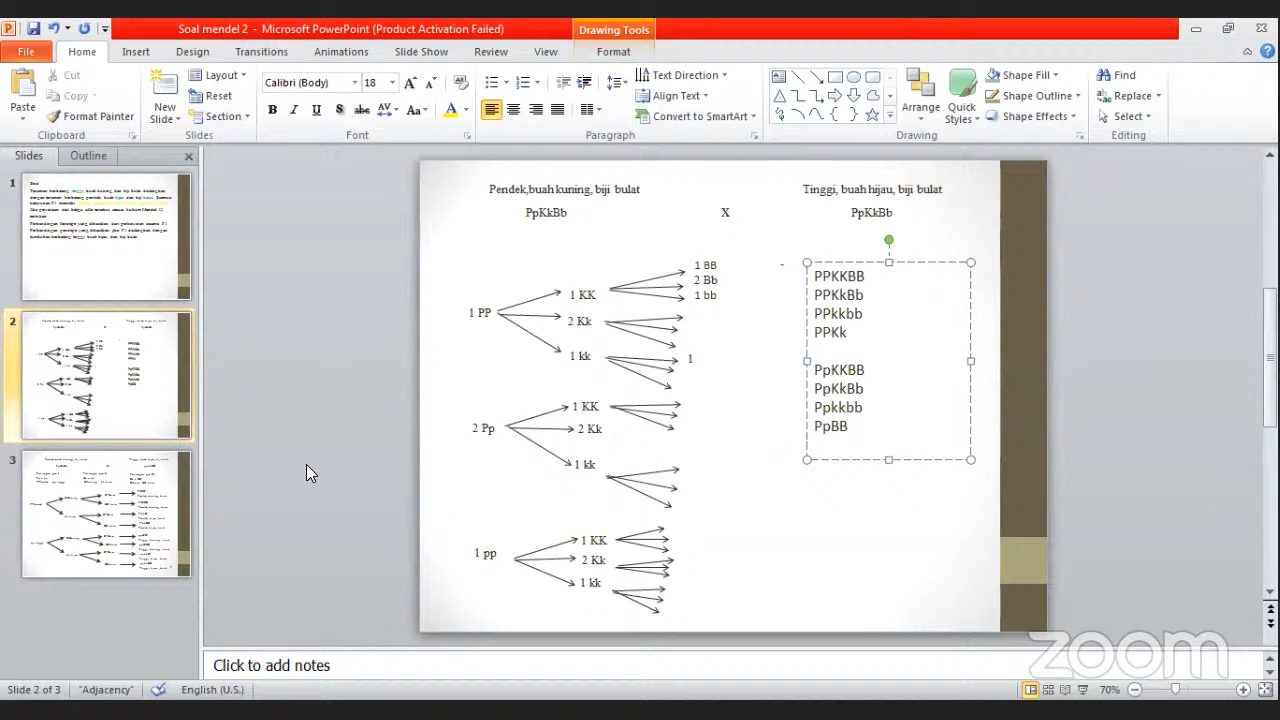 Soal mendel 2 - Microsoft PowerPoint (Product Activation Failed)
Drawing Tools
File Home Insert Design Transitions Animations Slide Show Review View Format
Paste
Cut
Copy
Format Painter
Clipboard
New Slide
Layout
Reset
Section
Slides
Calibri (Body) 18
Font
Paragraph
Text Direction
Align Text
Convert to SmartArt
Arrange
Quick Styles
Drawing
Shape Fill
Shape Outline
Shape Effects
Find
Replace
Select
Editing
Slides Outline
1
2
3
Pendek,buah kuning, biji bulat
Tinggi, buah hijau, biji bulat
PpKkBb
X
PpKkBb
1 PP
1 KK
2 Kk
1 kk
1 BB
2 Bb
1 bb
-
1
2 Pp
1 KK
2 Kk
1 kk
1 pp
1 KK
2 Kk
1 kk
PPKKBB
PPKkBb
PPkkbb
PPKk
PpKKBB
PpKkBb
Ppkkbb
PpBB
zoom
Click to add notes
Slide 2 of 3
"Adjacency"
English (U.S.)
70%